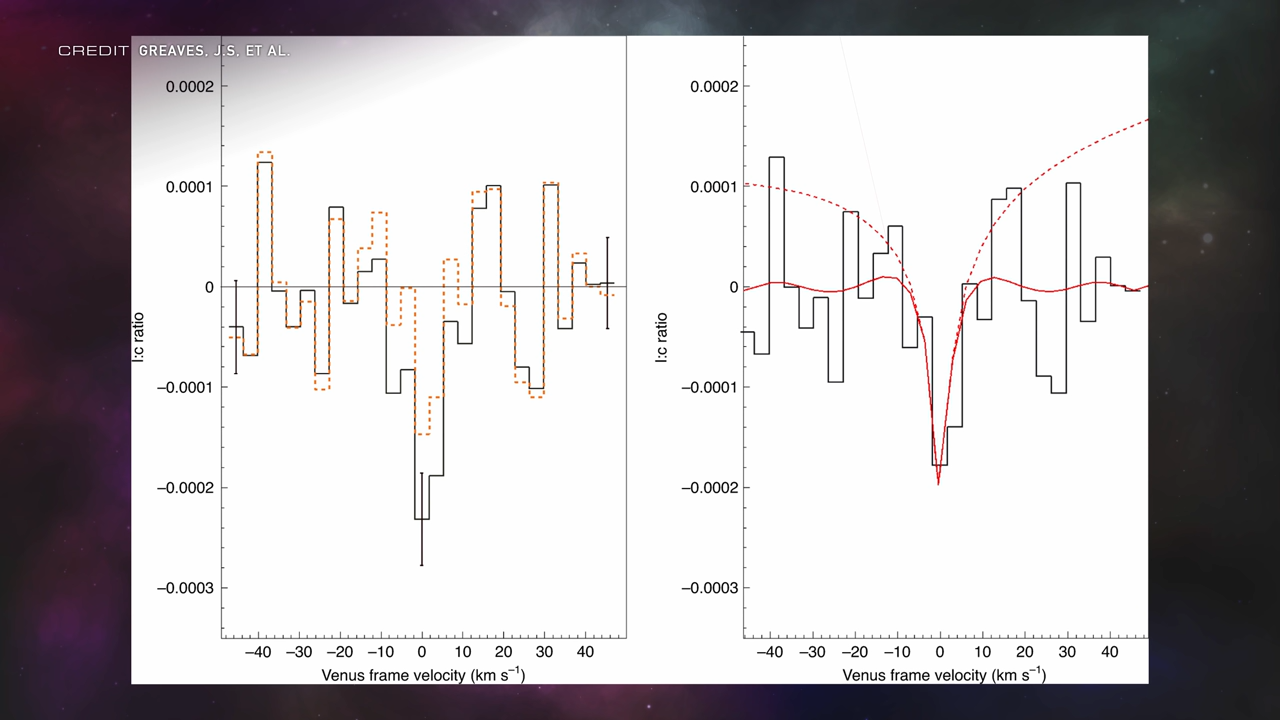 CREDIT GREAVES, J.S. ET AL.
0.0002
0.0001
0
−0.0001
−0.0002
−0.0003
l:c ratio
−40 −30 −20 −10 0 10 20 30 40
Venus frame velocity (km s⁻¹)
0.0002
0.0001
0
−0.0001
−0.0002
−0.0003
l:c ratio
−40 −30 −20 −10 0 10 20 30 40
Venus frame velocity (km s⁻¹)